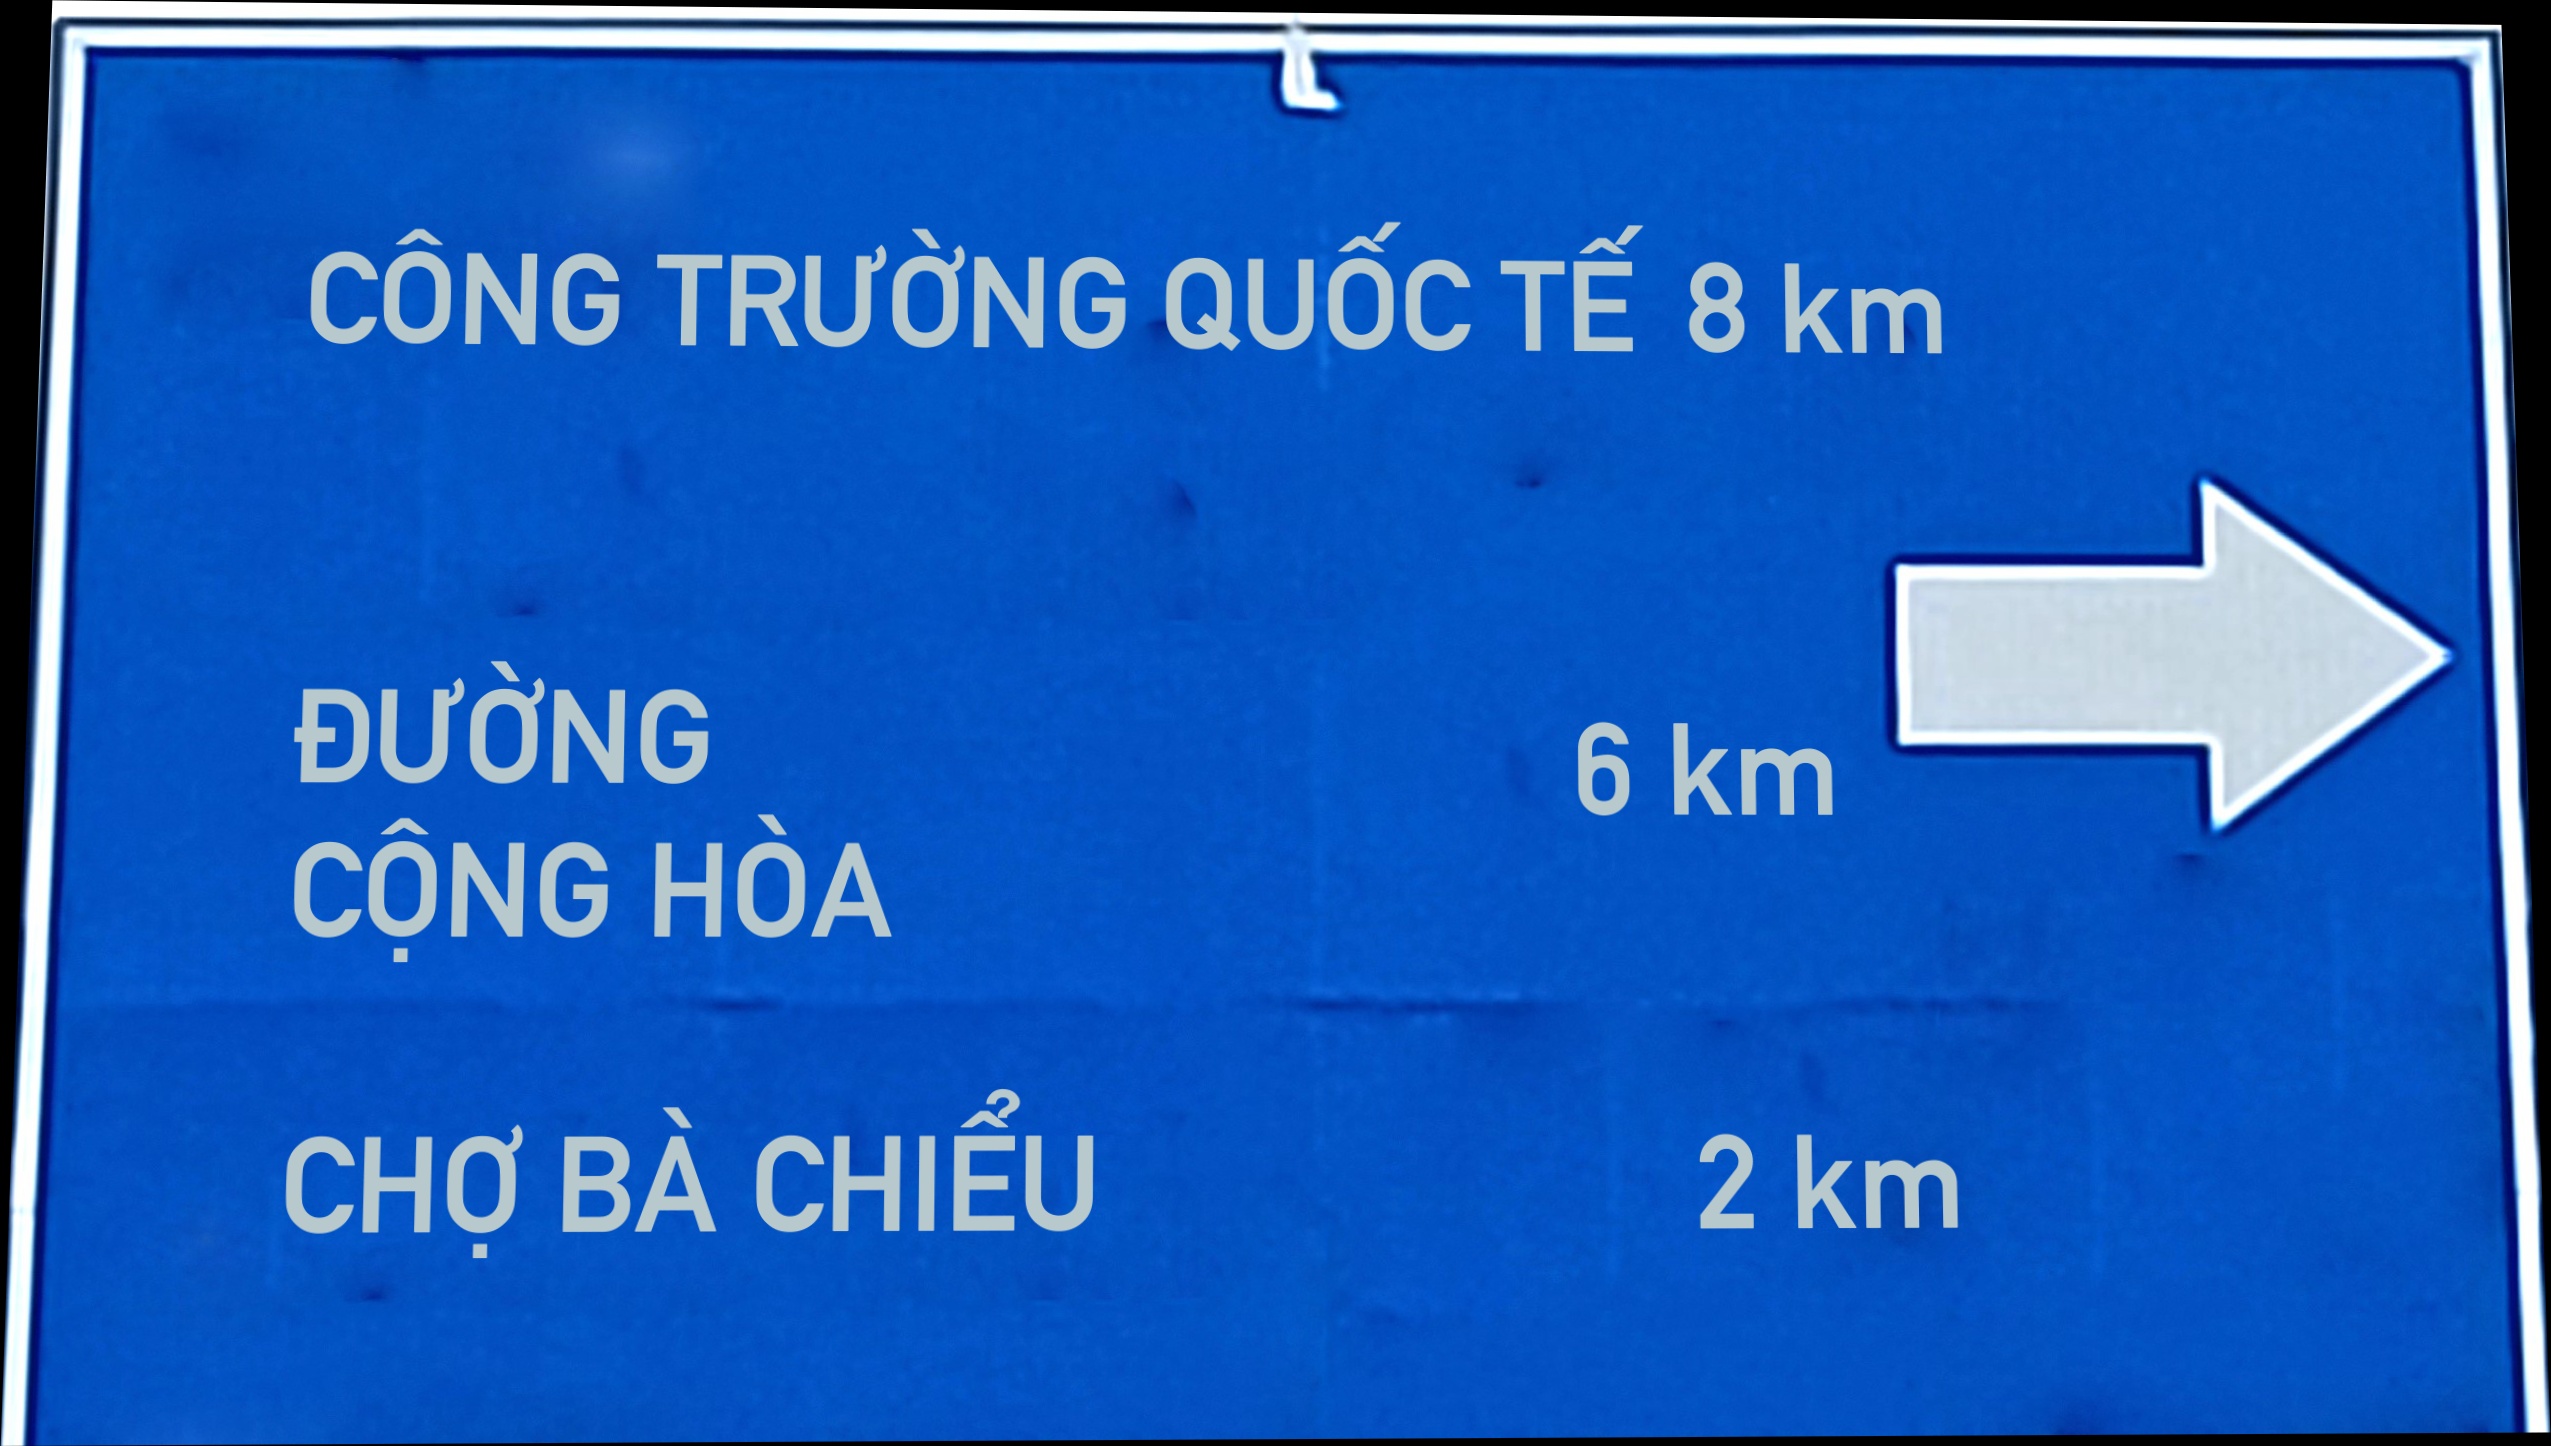 CÔNG TRƯỜNG QUỐC TẾ 8 km
ĐƯỜNG
CỘNG HÒA 6 km
CHỢ BÀ CHIỂU 2 km